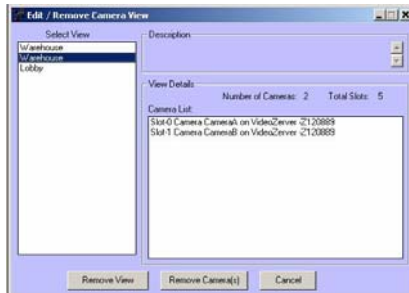 Edit / Remove Camera View
Select View
Warehouse
Warehouse
Lobby
Description
View Details
Number of Cameras: 2 Total Slots: 5
Camera List:
Slot-0 Camera CameraA on VideoZerver-Z120889
Slot-1 Camera CameraB on VideoZerver-Z120889
Remove View
Remove Camera(s)
Cancel